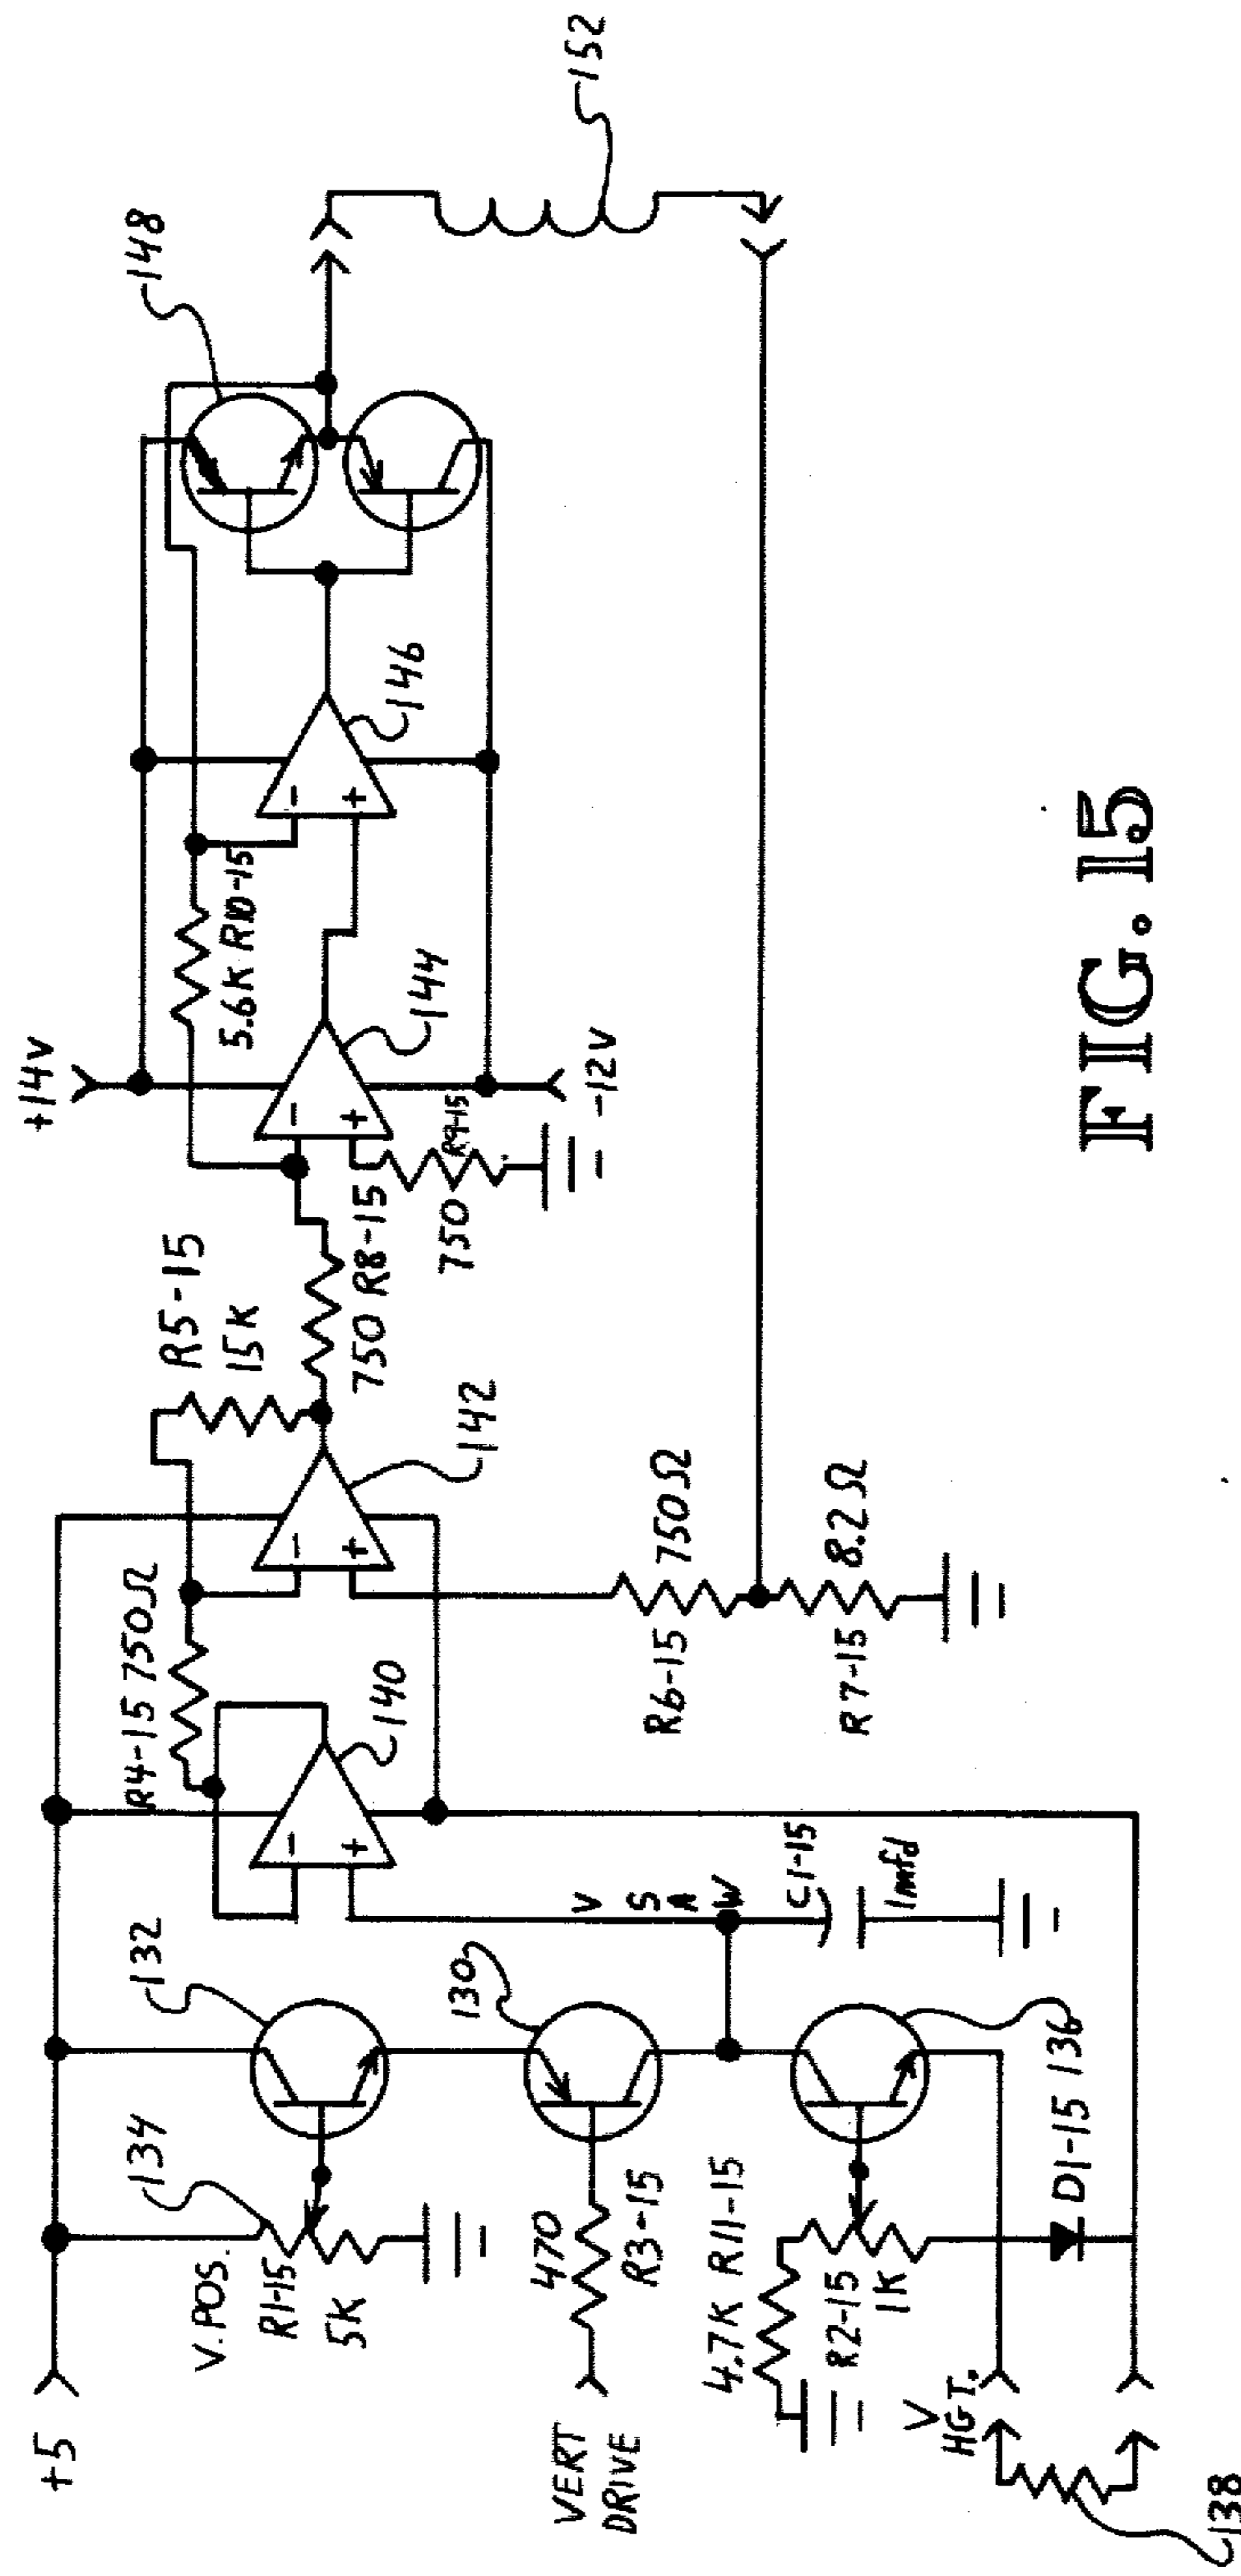 +5
V. POS.
R1-15
5K
134
132
VERT
DRIVE
470
R3-15
130
4.7K R11-15
R2-15
1K
136
D1-15
V
HGT.
138
V
S
A
W
C1-15
1mfd
R4-15 750Ω
140
142
R5-15
15K
R6-15 750Ω
R7-15 8.2Ω
750 R8-15
750 R9-15
+14V
-12V
144
5.6K R10-15
146
148
152
- + - + - + - +
FIG. 15